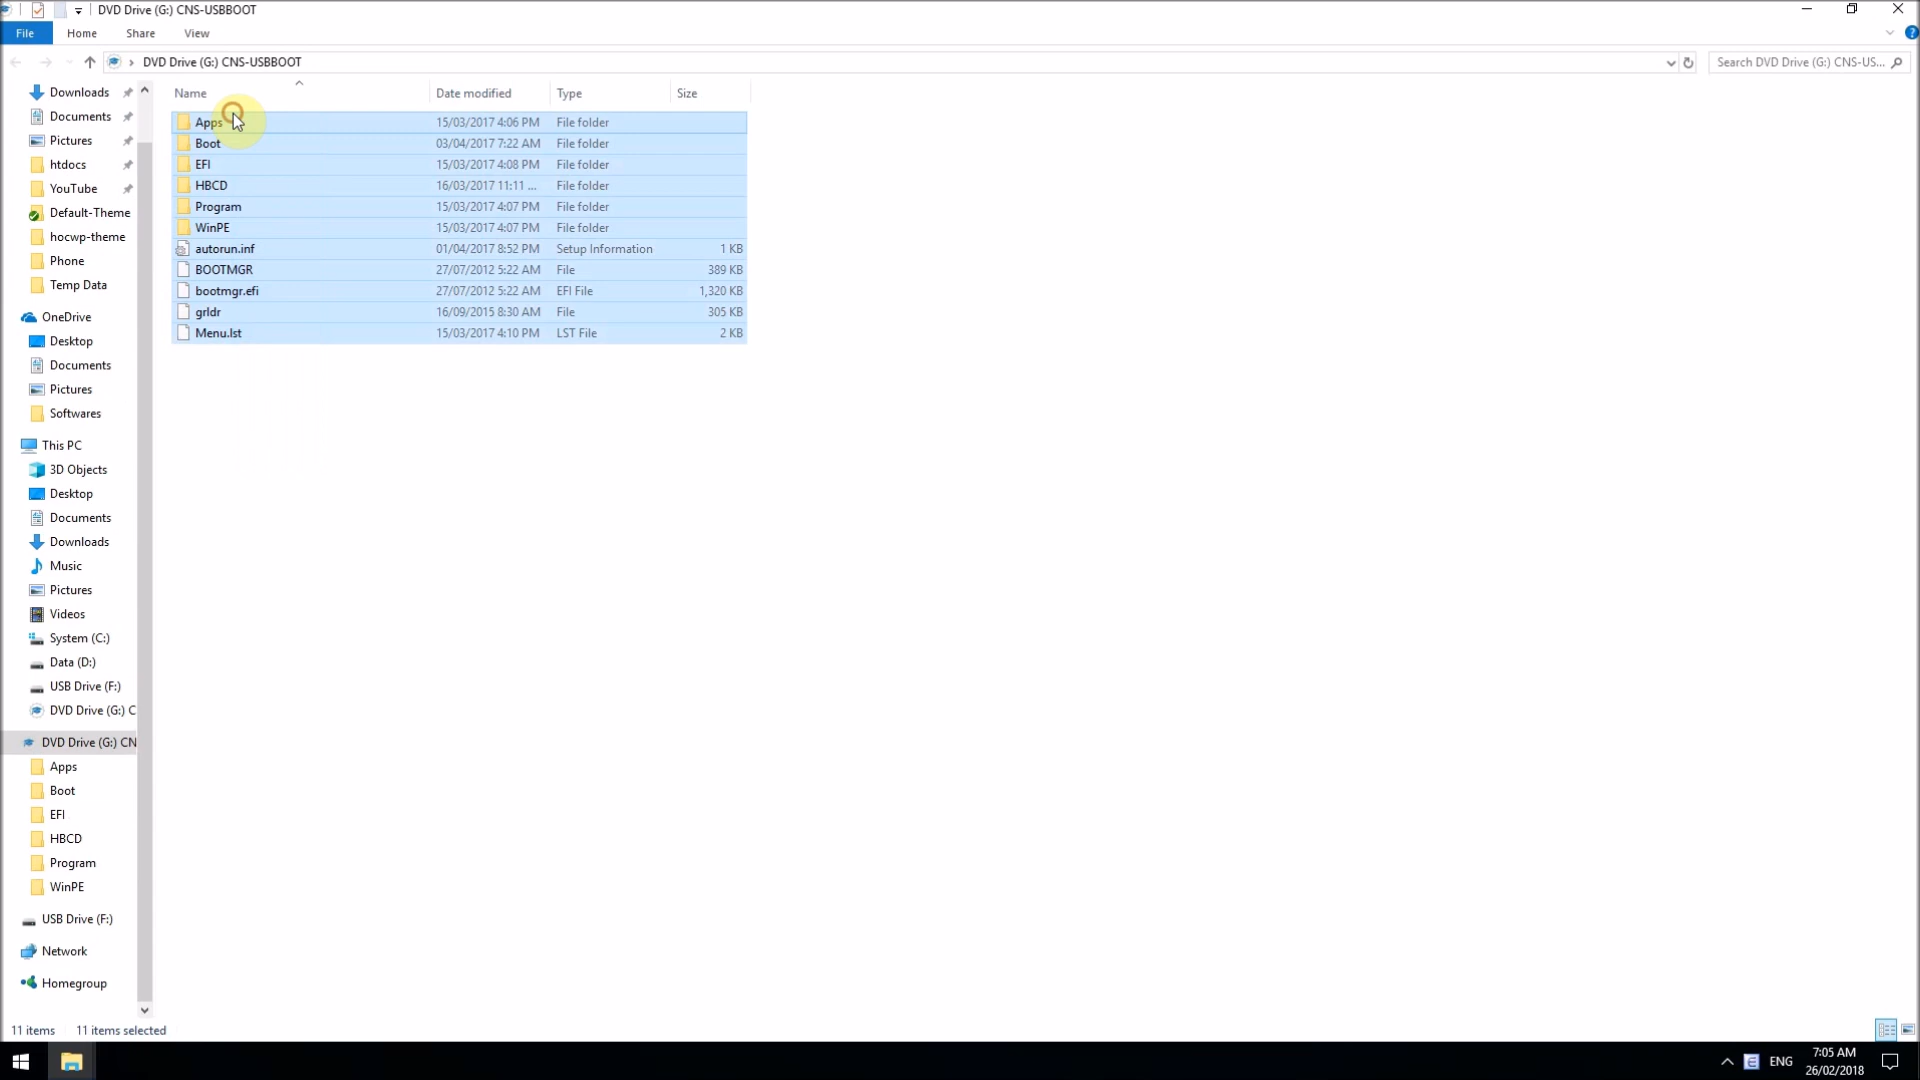 DVD Drive (G:) CNS-USBBOOT
File Home Share View
DVD Drive (G:) CNS-USBBOOT
Search DVD Drive (G:) CNS-US...
Name Date modified Type Size
Apps 15/03/2017 4:06 PM File folder
Boot 03/04/2017 7:22 AM File folder
EFI 15/03/2017 4:08 PM File folder
HBCD 16/03/2017 11:11 ... File folder
Program 15/03/2017 4:07 PM File folder
WinPE 15/03/2017 4:07 PM File folder
autorun.inf 01/04/2017 8:52 PM Setup Information 1 KB
BOOTMGR 27/07/2012 5:22 AM File 389 KB
bootmgr.efi 27/07/2012 5:22 AM EFI File 1,320 KB
grldr 16/09/2015 8:30 AM File 305 KB
Menu.lst 15/03/2017 4:10 PM LST File 2 KB
Downloads
Documents
Pictures
htdocs
YouTube
Default-Theme
hocwp-theme
Phone
Temp Data
OneDrive
Desktop
Documents
Pictures
Softwares
This PC
3D Objects
Desktop
Documents
Downloads
Music
Pictures
Videos
System (C:)
Data (D:)
USB Drive (F:)
DVD Drive (G:) C
DVD Drive (G:) CN
Apps
Boot
EFI
HBCD
Program
WinPE
USB Drive (F:)
Network
Homegroup
11 items 11 items selected
ENG
7:05 AM
26/02/2018